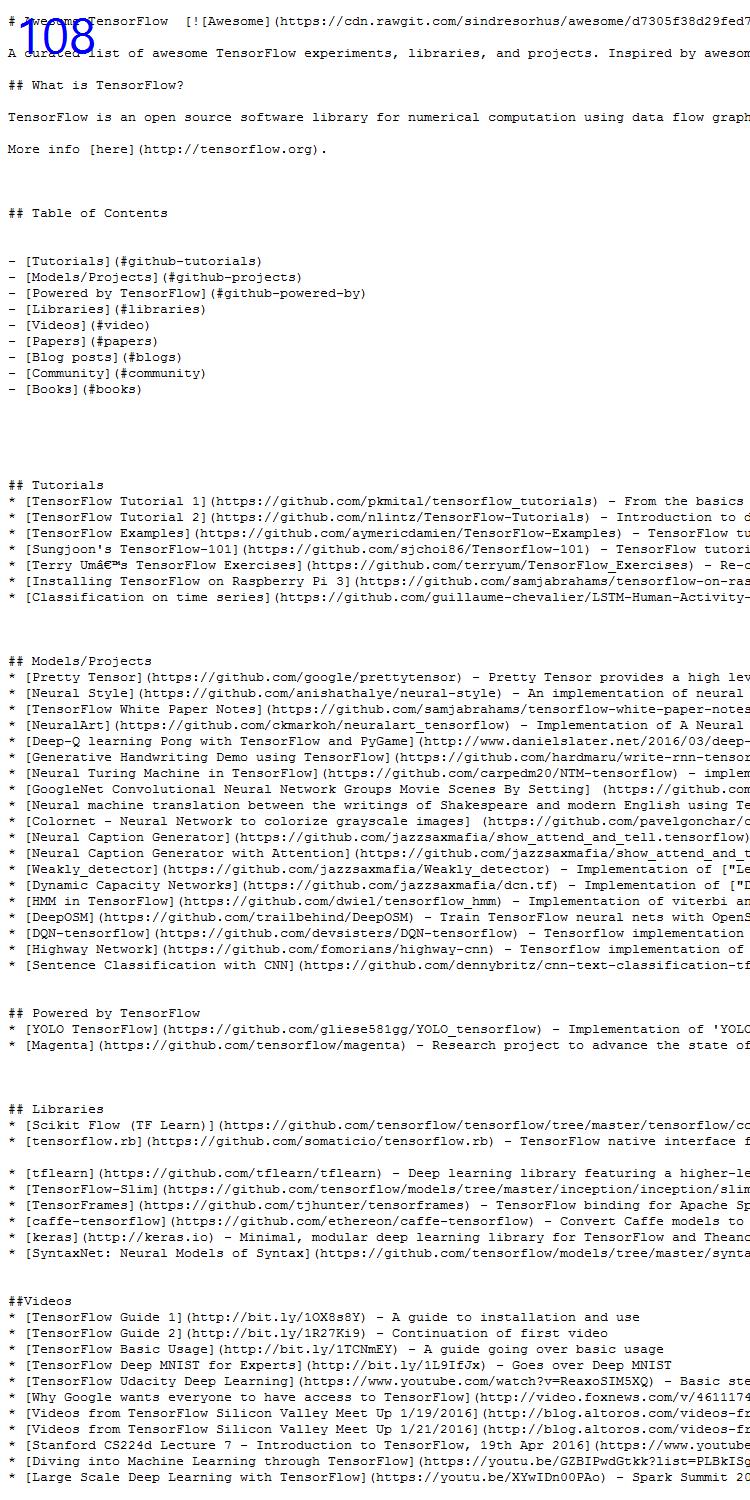 # Awesome TensorFlow  [![Awesome](https://cdn.rawgit.com/sindresorhus/awesome/d7305f38d29fed7
108
A curated list of awesome TensorFlow experiments, libraries, and projects. Inspired by awesom
## What is TensorFlow?
TensorFlow is an open source software library for numerical computation using data flow graph
More info [here](http://tensorflow.org).
## Table of Contents
- [Tutorials](#github-tutorials)
- [Models/Projects](#github-projects)
- [Powered by TensorFlow](#github-powered-by)
- [Libraries](#libraries)
- [Videos](#video)
- [Papers](#papers)
- [Blog posts](#blogs)
- [Community](#community)
- [Books](#books)
## Tutorials
* [TensorFlow Tutorial 1](https://github.com/pkmital/tensorflow_tutorials) - From the basics
* [TensorFlow Tutorial 2](https://github.com/nlintz/TensorFlow-Tutorials) - Introduction to d
* [TensorFlow Examples](https://github.com/aymericdamien/TensorFlow-Examples) - TensorFlow tu
* [Sungjoon's TensorFlow-101](https://github.com/sjchoi86/Tensorflow-101) - TensorFlow tutori
* [Terry Umâ€™s TensorFlow Exercises](https://github.com/terryum/TensorFlow_Exercises) - Re-c
* [Installing TensorFlow on Raspberry Pi 3](https://github.com/samjabrahams/tensorflow-on-ras
* [Classification on time series](https://github.com/guillaume-chevalier/LSTM-Human-Activity-
## Models/Projects
* [Pretty Tensor](https://github.com/google/prettytensor) - Pretty Tensor provides a high lev
* [Neural Style](https://github.com/anishathalye/neural-style) - An implementation of neural
* [TensorFlow White Paper Notes](https://github.com/samjabrahams/tensorflow-white-paper-notes
* [NeuralArt](https://github.com/ckmarkoh/neuralart_tensorflow) - Implementation of A Neural
* [Deep-Q learning Pong with TensorFlow and PyGame](http://www.danielslater.net/2016/03/deep-
* [Generative Handwriting Demo using TensorFlow](https://github.com/hardmaru/write-rnn-tensor
* [Neural Turing Machine in TensorFlow](https://github.com/carpedm20/NTM-tensorflow) - implem
* [GoogleNet Convolutional Neural Network Groups Movie Scenes By Setting] (https://github.com
* [Neural machine translation between the writings of Shakespeare and modern English using Te
* [Colornet - Neural Network to colorize grayscale images] (https://github.com/pavelgonchar/c
* [Neural Caption Generator](https://github.com/jazzsaxmafia/show_attend_and_tell.tensorflow)
* [Neural Caption Generator with Attention](https://github.com/jazzsaxmafia/show_attend_and_t
* [Weakly_detector](https://github.com/jazzsaxmafia/Weakly_detector) - Implementation of ["Le
* [Dynamic Capacity Networks](https://github.com/jazzsaxmafia/dcn.tf) - Implementation of ["D
* [HMM in TensorFlow](https://github.com/dwiel/tensorflow_hmm) - Implementation of viterbi an
* [DeepOSM](https://github.com/trailbehind/DeepOSM) - Train TensorFlow neural nets with OpenS
* [DQN-tensorflow](https://github.com/devsisters/DQN-tensorflow) - Tensorflow implementation
* [Highway Network](https://github.com/fomorians/highway-cnn) - Tensorflow implementation of
* [Sentence Classification with CNN](https://github.com/dennybritz/cnn-text-classification-tf
## Powered by TensorFlow
* [YOLO TensorFlow](https://github.com/gliese581gg/YOLO_tensorflow) - Implementation of 'YOLO
* [Magenta](https://github.com/tensorflow/magenta) - Research project to advance the state of
## Libraries
* [Scikit Flow (TF Learn)](https://github.com/tensorflow/tensorflow/tree/master/tensorflow/co
* [tensorflow.rb](https://github.com/somaticio/tensorflow.rb) - TensorFlow native interface f
* [tflearn](https://github.com/tflearn/tflearn) - Deep learning library featuring a higher-le
* [TensorFlow-Slim](https://github.com/tensorflow/models/tree/master/inception/inception/slim
* [TensorFrames](https://github.com/tjhunter/tensorframes) - TensorFlow binding for Apache Sp
* [caffe-tensorflow](https://github.com/ethereon/caffe-tensorflow) - Convert Caffe models to
* [keras](http://keras.io) - Minimal, modular deep learning library for TensorFlow and Theano
* [SyntaxNet: Neural Models of Syntax](https://github.com/tensorflow/models/tree/master/synta
##Videos
* [TensorFlow Guide 1](http://bit.ly/1OX8s8Y) - A guide to installation and use
* [TensorFlow Guide 2](http://bit.ly/1R27Ki9) - Continuation of first video
* [TensorFlow Basic Usage](http://bit.ly/1TCNmEY) - A guide going over basic usage
* [TensorFlow Deep MNIST for Experts](http://bit.ly/1L9IfJx) - Goes over Deep MNIST
* [TensorFlow Udacity Deep Learning](https://www.youtube.com/watch?v=ReaxoSIM5XQ) - Basic ste
* [Why Google wants everyone to have access to TensorFlow](http://video.foxnews.com/v/4611174
* [Videos from TensorFlow Silicon Valley Meet Up 1/19/2016](http://blog.altoros.com/videos-fr
* [Videos from TensorFlow Silicon Valley Meet Up 1/21/2016](http://blog.altoros.com/videos-fr
* [Stanford CS224d Lecture 7 - Introduction to TensorFlow, 19th Apr 2016](https://www.youtube
* [Diving into Machine Learning through TensorFlow](https://youtu.be/GZBIPwdGtkk?list=PLBkISg
* [Large Scale Deep Learning with TensorFlow](https://youtu.be/XYwIDn00PAo) - Spark Summit 20